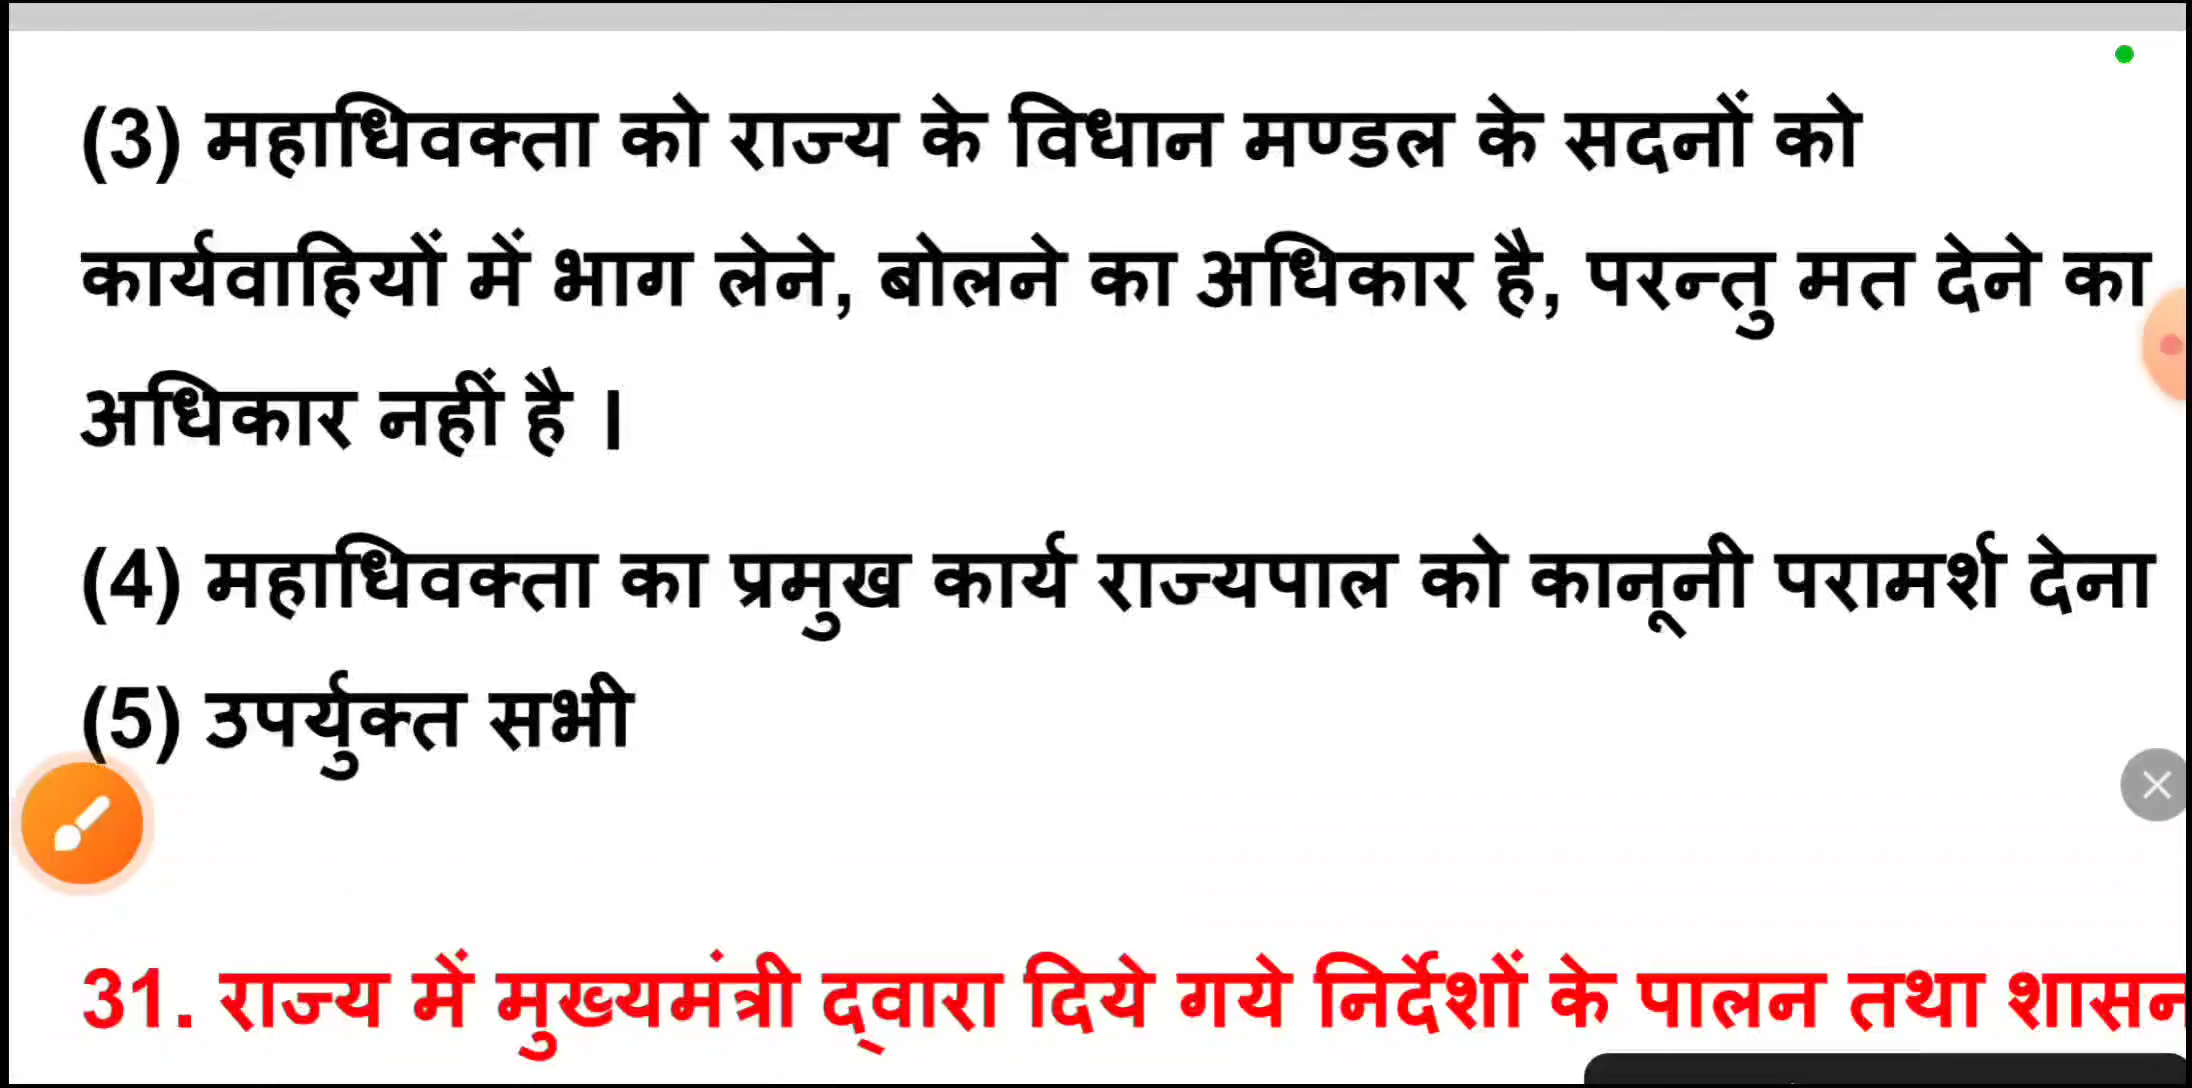 (3) महाधिवक्ता को राज्य के विधान मण्डल के सदनों को
कार्यवाहियों में भाग लेने, बोलने का अधिकार है, परन्तु मत देने का
अधिकार नहीं है ।
(4) महाधिवक्ता का प्रमुख कार्य राज्यपाल को कानूनी परामर्श देना
(5) उपर्युक्त सभी
31. राज्य में मुख्यमंत्री द्वारा दिये गये निर्देशों के पालन तथा शासन